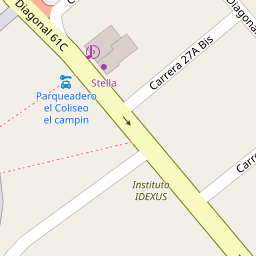 Diagonal 61C
Stella
Parqueadero
el Coliseo
el campin
Carrera 27A Bis
Instituto
IDEXUS